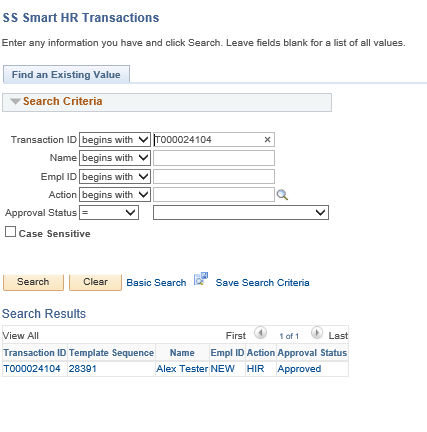 SS Smart HR Transactions
Enter any information you have and click Search. Leave fields blank for a list of all values.
Find an Existing Value
Search Criteria
Transaction ID begins with T000024104 ×
Name begins with
Empl ID begins with
Action begins with
Approval Status =
Case Sensitive
Search Clear Basic Search Save Search Criteria
Search Results
View All First 1 of 1 Last
Transaction ID Template Sequence Name Empl ID Action Approval Status
T000024104 28391 Alex Tester NEW HIR Approved